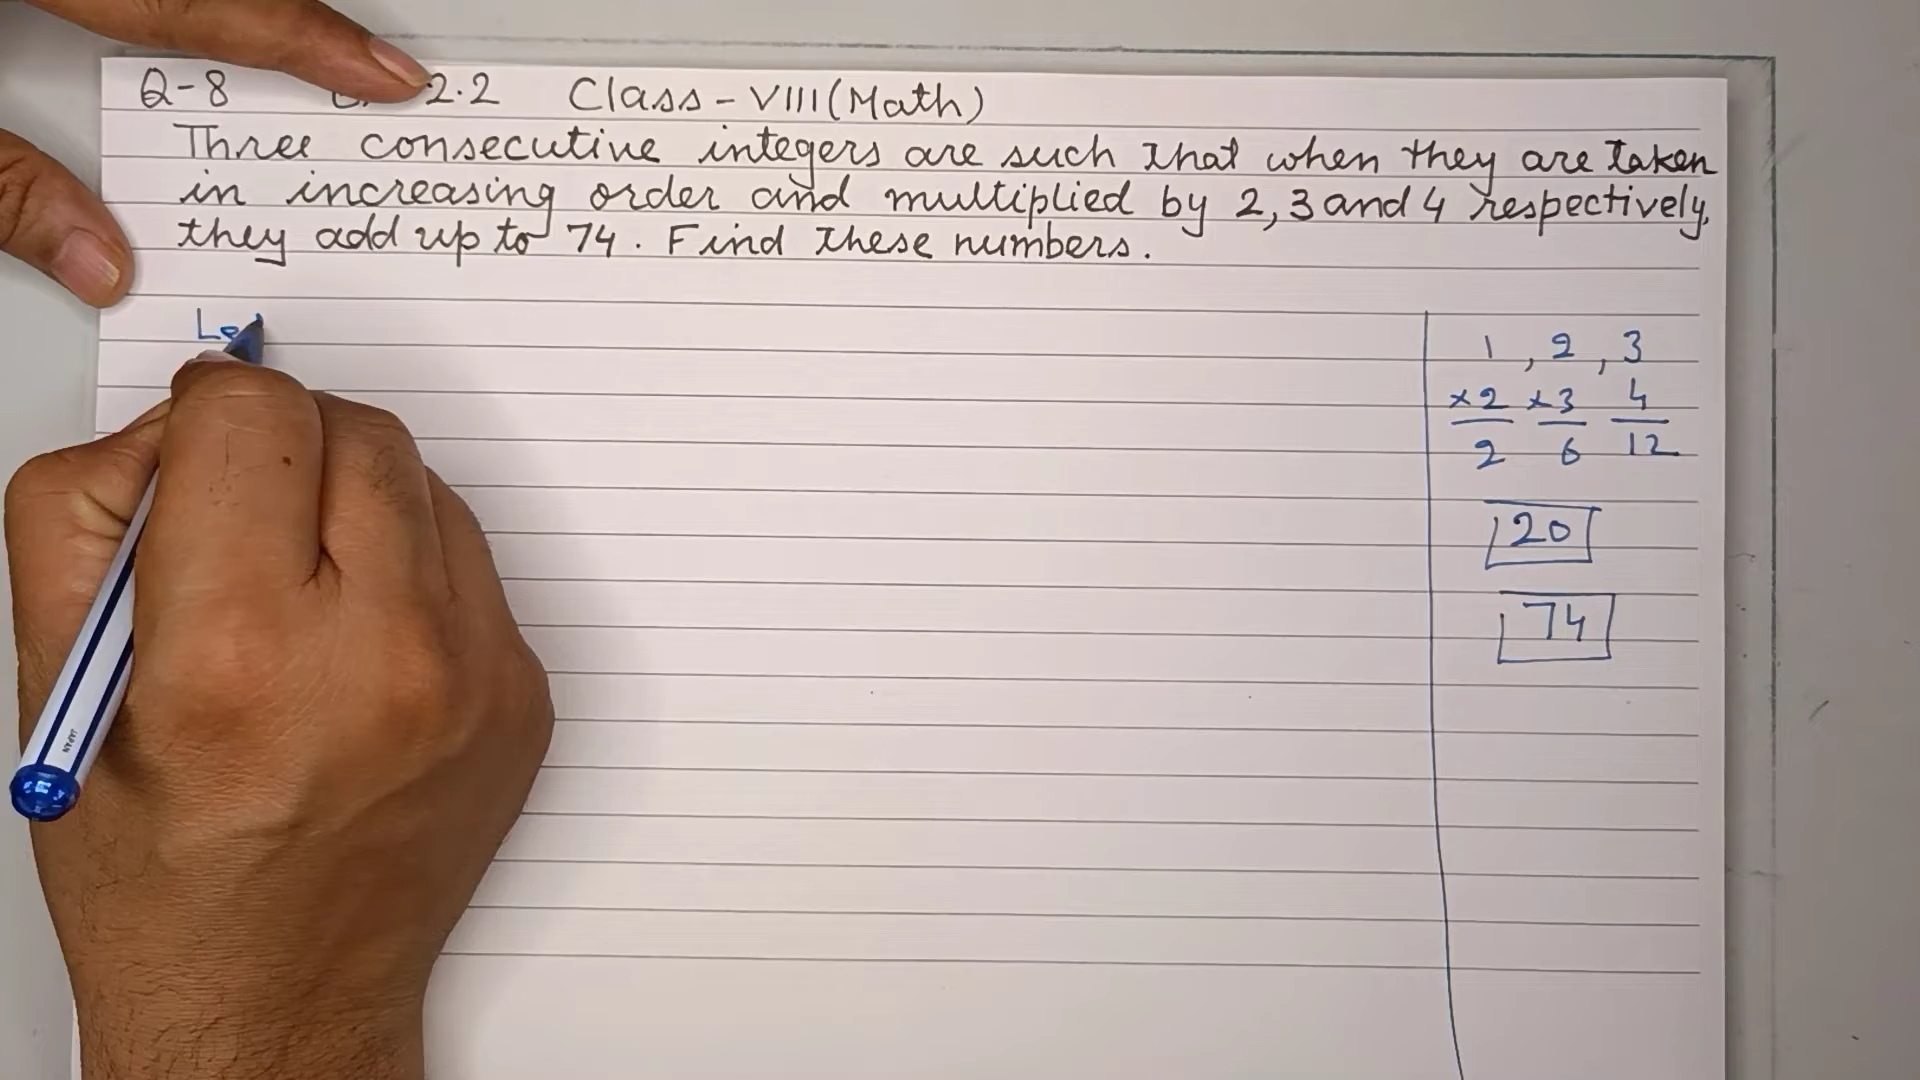 Q-8 2.2 Class-VIII (Math)
Three consecutive integers are such that when they are taken
in increasing order and multiplied by 2, 3 and 4 respectively,
they add up to 74. Find these numbers.
1, 2, 3
×2 ×3 4
2 6 12
20
74